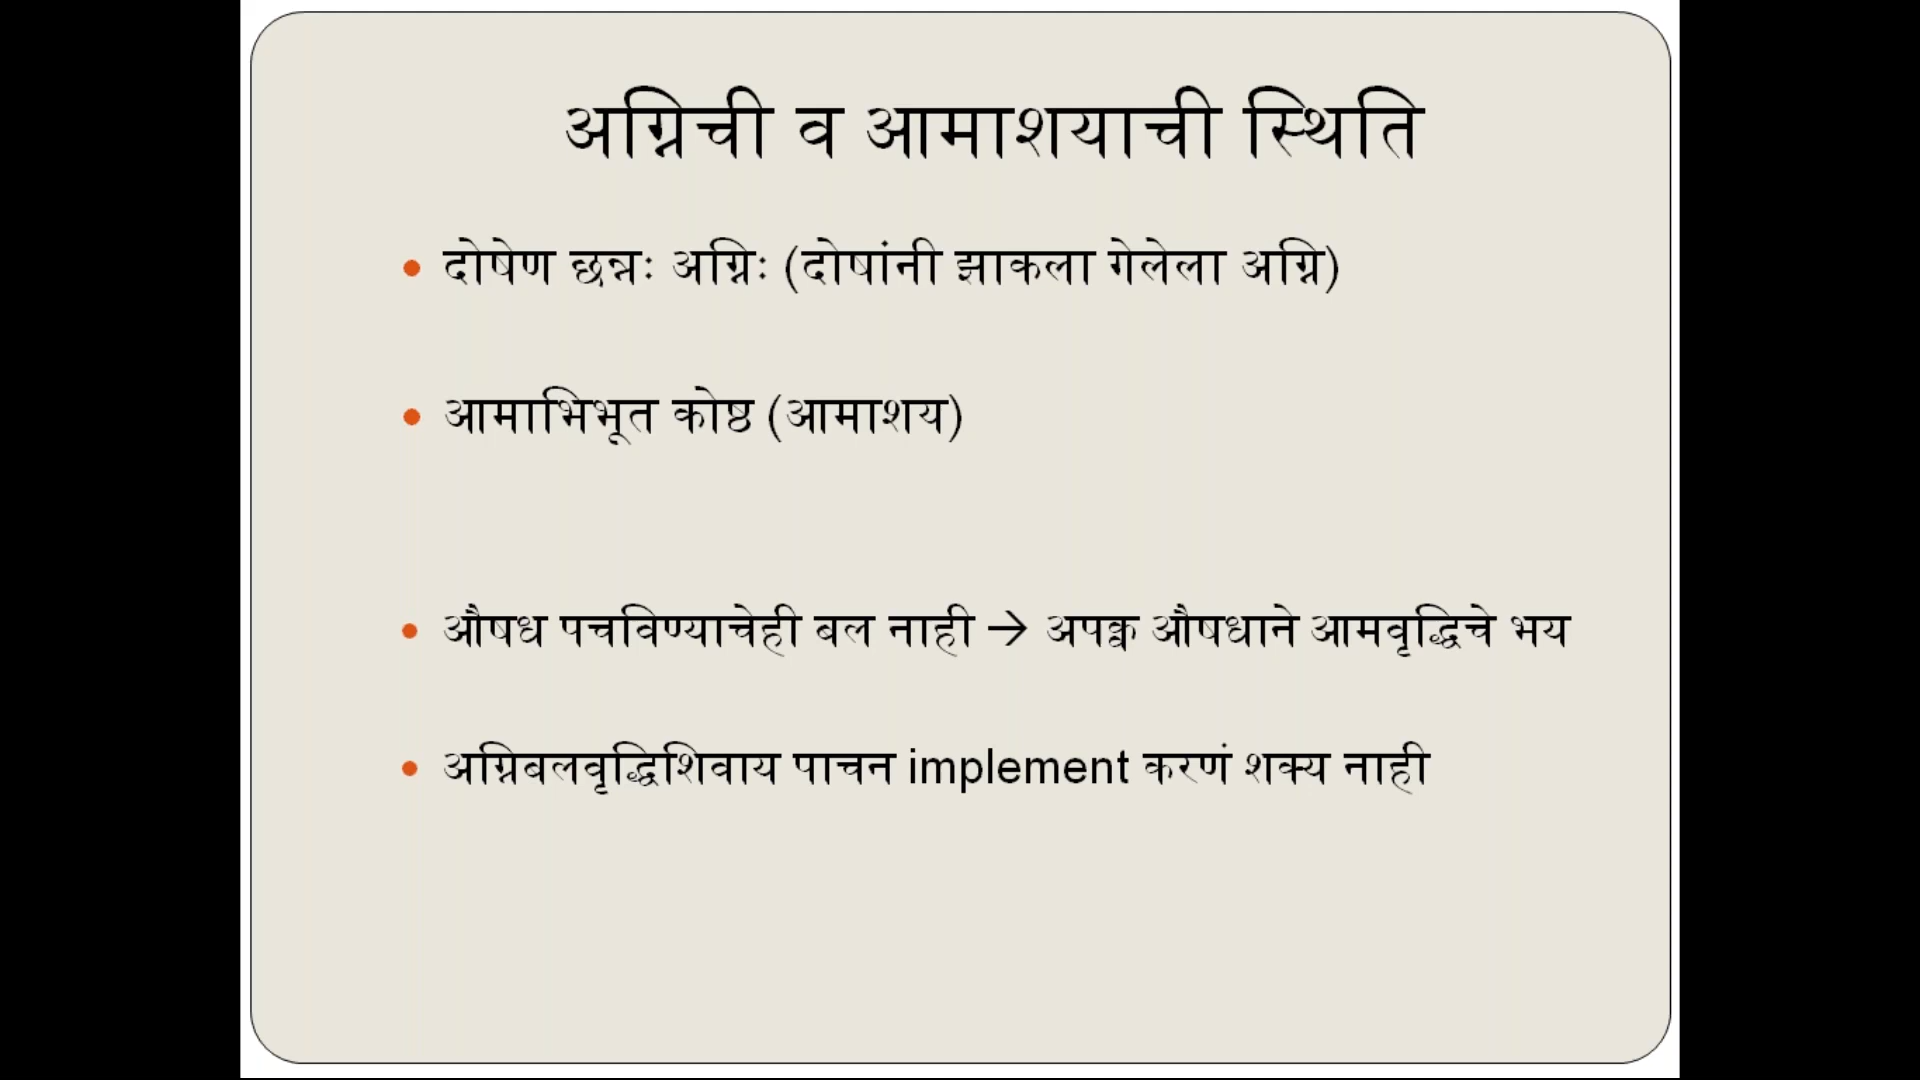 अग्निची व आमाशयाची स्थिति
• दोषेण छन्नः अग्निः (दोषांनी झाकला गेलेला अग्नि)
• आमाभिभूत कोष्ठ (आमाशय)
• औषध पचविण्याचेही बल नाही → अपक्व औषधाने आमवृद्धिचे भय
• अग्निबलवृद्धिशिवाय पाचन implement करणं शक्य नाही